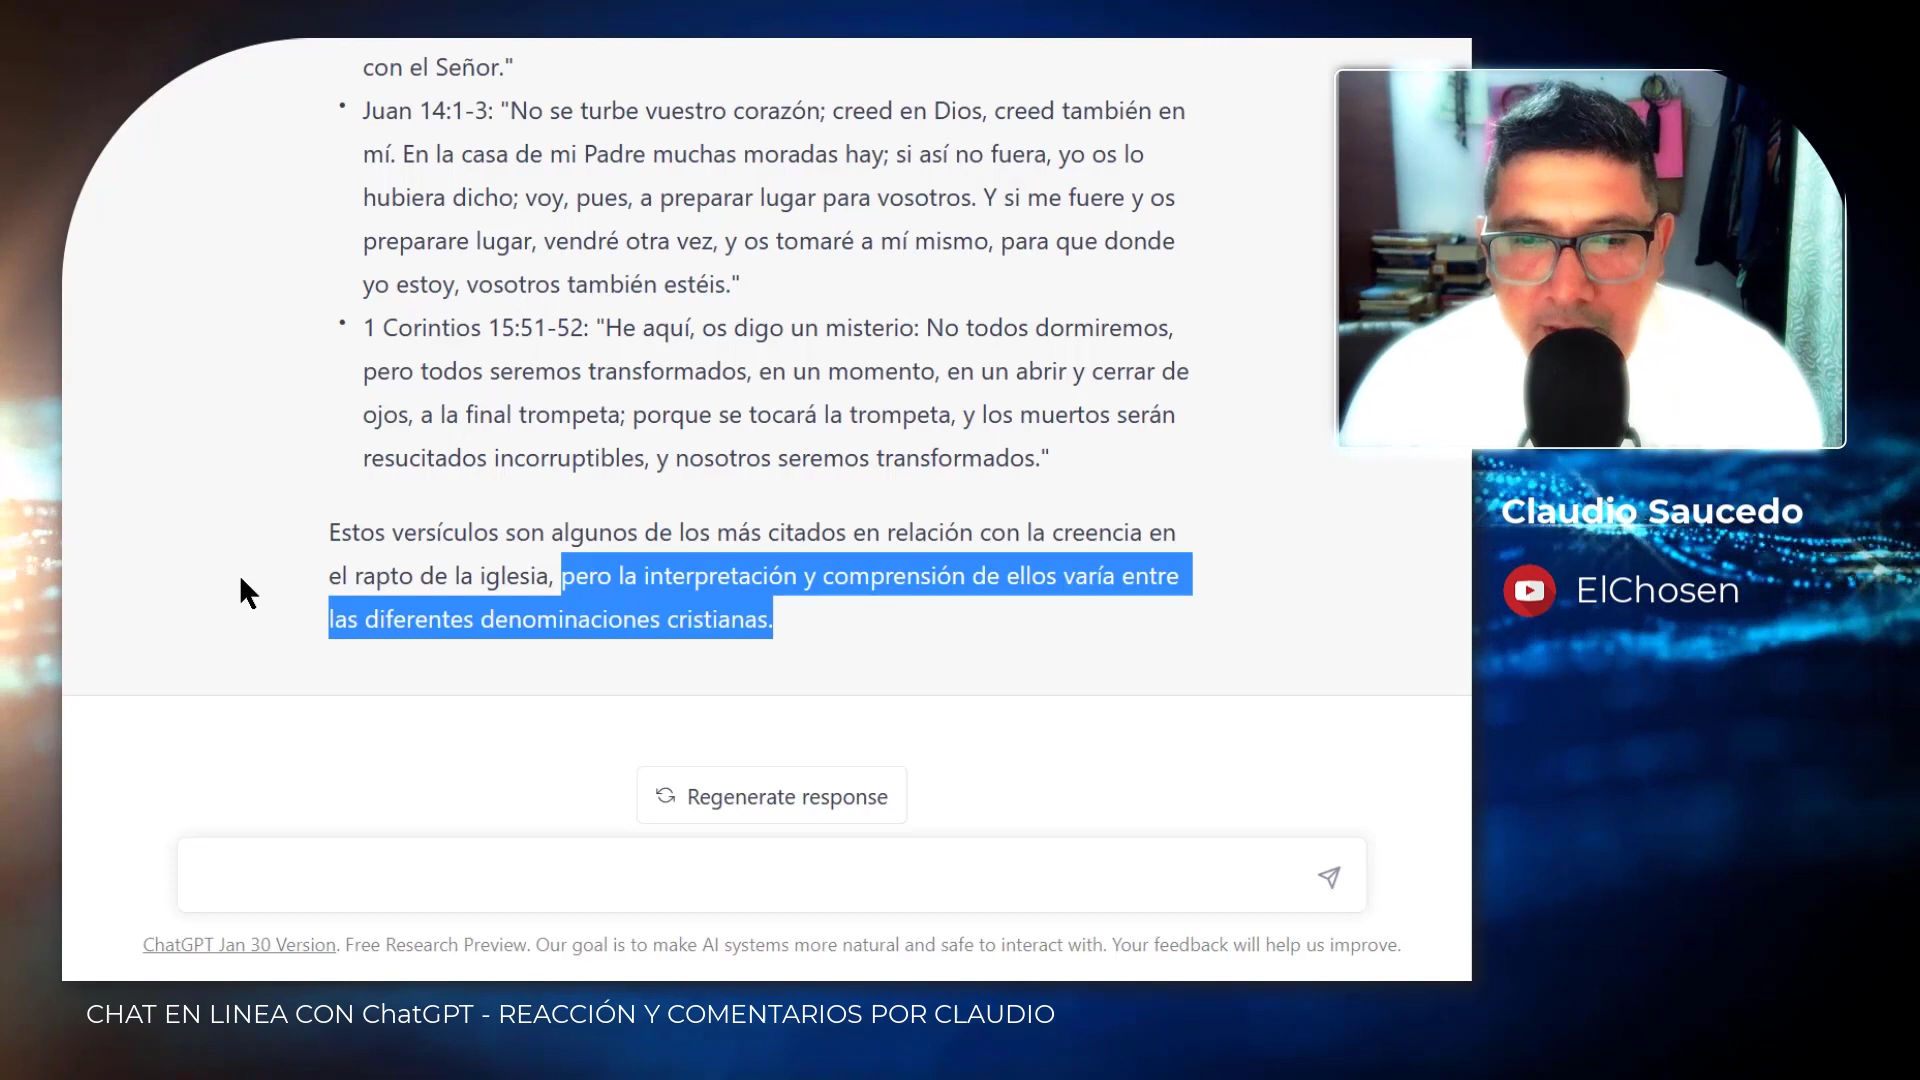 con el Señor."
• Juan 14:1-3: "No se turbe vuestro corazón; creed en Dios, creed también en
mí. En la casa de mi Padre muchas moradas hay; si así no fuera, yo os lo
hubiera dicho; voy, pues, a preparar lugar para vosotros. Y si me fuere y os
preparare lugar, vendré otra vez, y os tomaré a mí mismo, para que donde
yo estoy, vosotros también estéis."
• 1 Corintios 15:51-52: "He aquí, os digo un misterio: No todos dormiremos,
pero todos seremos transformados, en un momento, en un abrir y cerrar de
ojos, a la final trompeta; porque se tocará la trompeta, y los muertos serán
resucitados incorruptibles, y nosotros seremos transformados."
Estos versículos son algunos de los más citados en relación con la creencia en
el rapto de la iglesia, pero la interpretación y comprensión de ellos varía entre
las diferentes denominaciones cristianas.
Regenerate response
ChatGPT Jan 30 Version. Free Research Preview. Our goal is to make AI systems more natural and safe to interact with. Your feedback will help us improve.
Claudio Saucedo
ElChosen
CHAT EN LINEA CON ChatGPT - REACCIÓN Y COMENTARIOS POR CLAUDIO